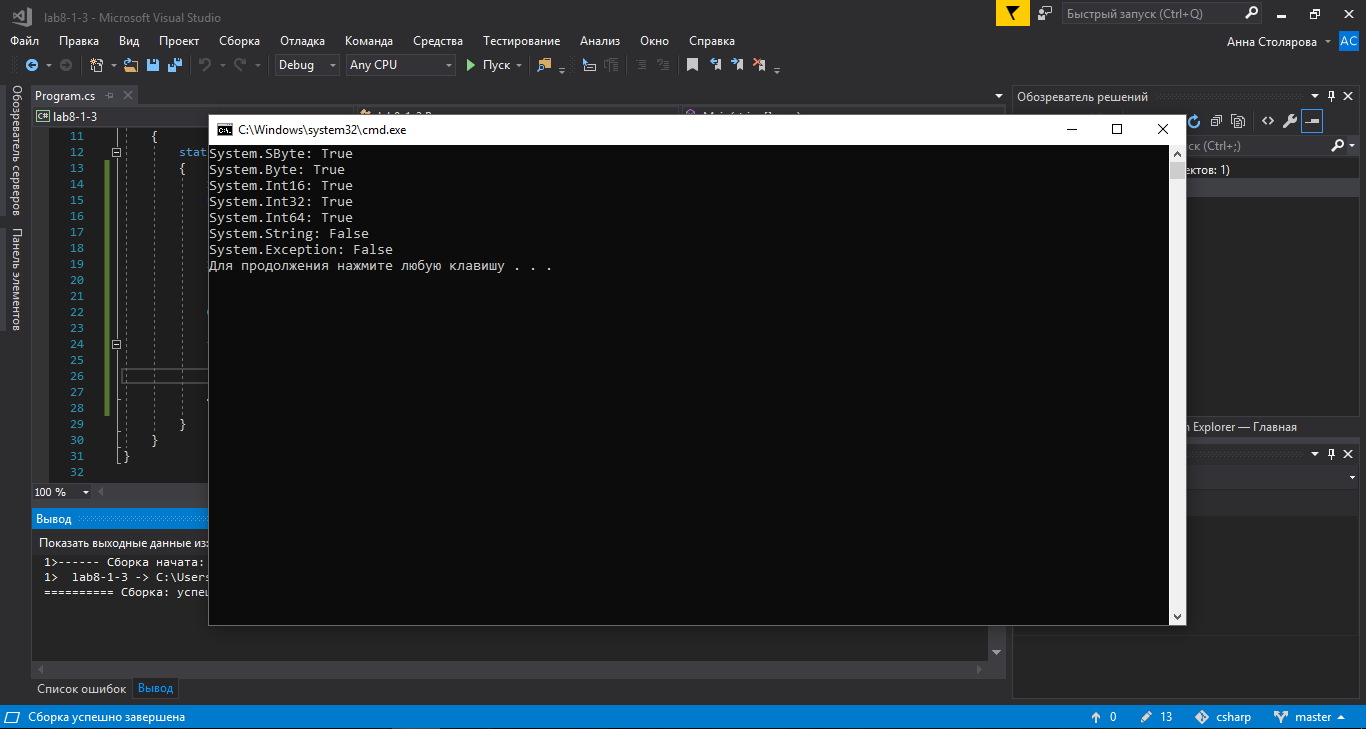 lab8-1-3 - Microsoft Visual Studio
Быстрый запуск (Ctrl+Q)
Файл Правка Вид Проект Сборка Отладка Команда Средства Тестирование Анализ Окно Справка
Анна Столярова AC
Debug Any CPU Пуск
Обозреватель серверов
Панель элементов
Program.cs
C# lab8-1-3
C:\Windows\system32\cmd.exe
System.SByte: True
System.Byte: True
System.Int16: True
System.Int32: True
System.Int64: True
System.String: False
System.Exception: False
Для продолжения нажмите любую клавишу . . .
11 {
12 stat
13 {
14
15
16
17
18
19
20
21
22
23
24
25
26
27
28
29 }
30 }
31 }
32
100 %
Обозреватель решений
ск (Ctrl+;)
ектов: 1)
Explorer — Главная
Вывод
Показать выходные данные из:
1>------ Сборка начата:
1> lab8-1-3 -> C:\Users
========== Сборка: успеш
Список ошибок Вывод
Сборка успешно завершена
0 13 csharp master